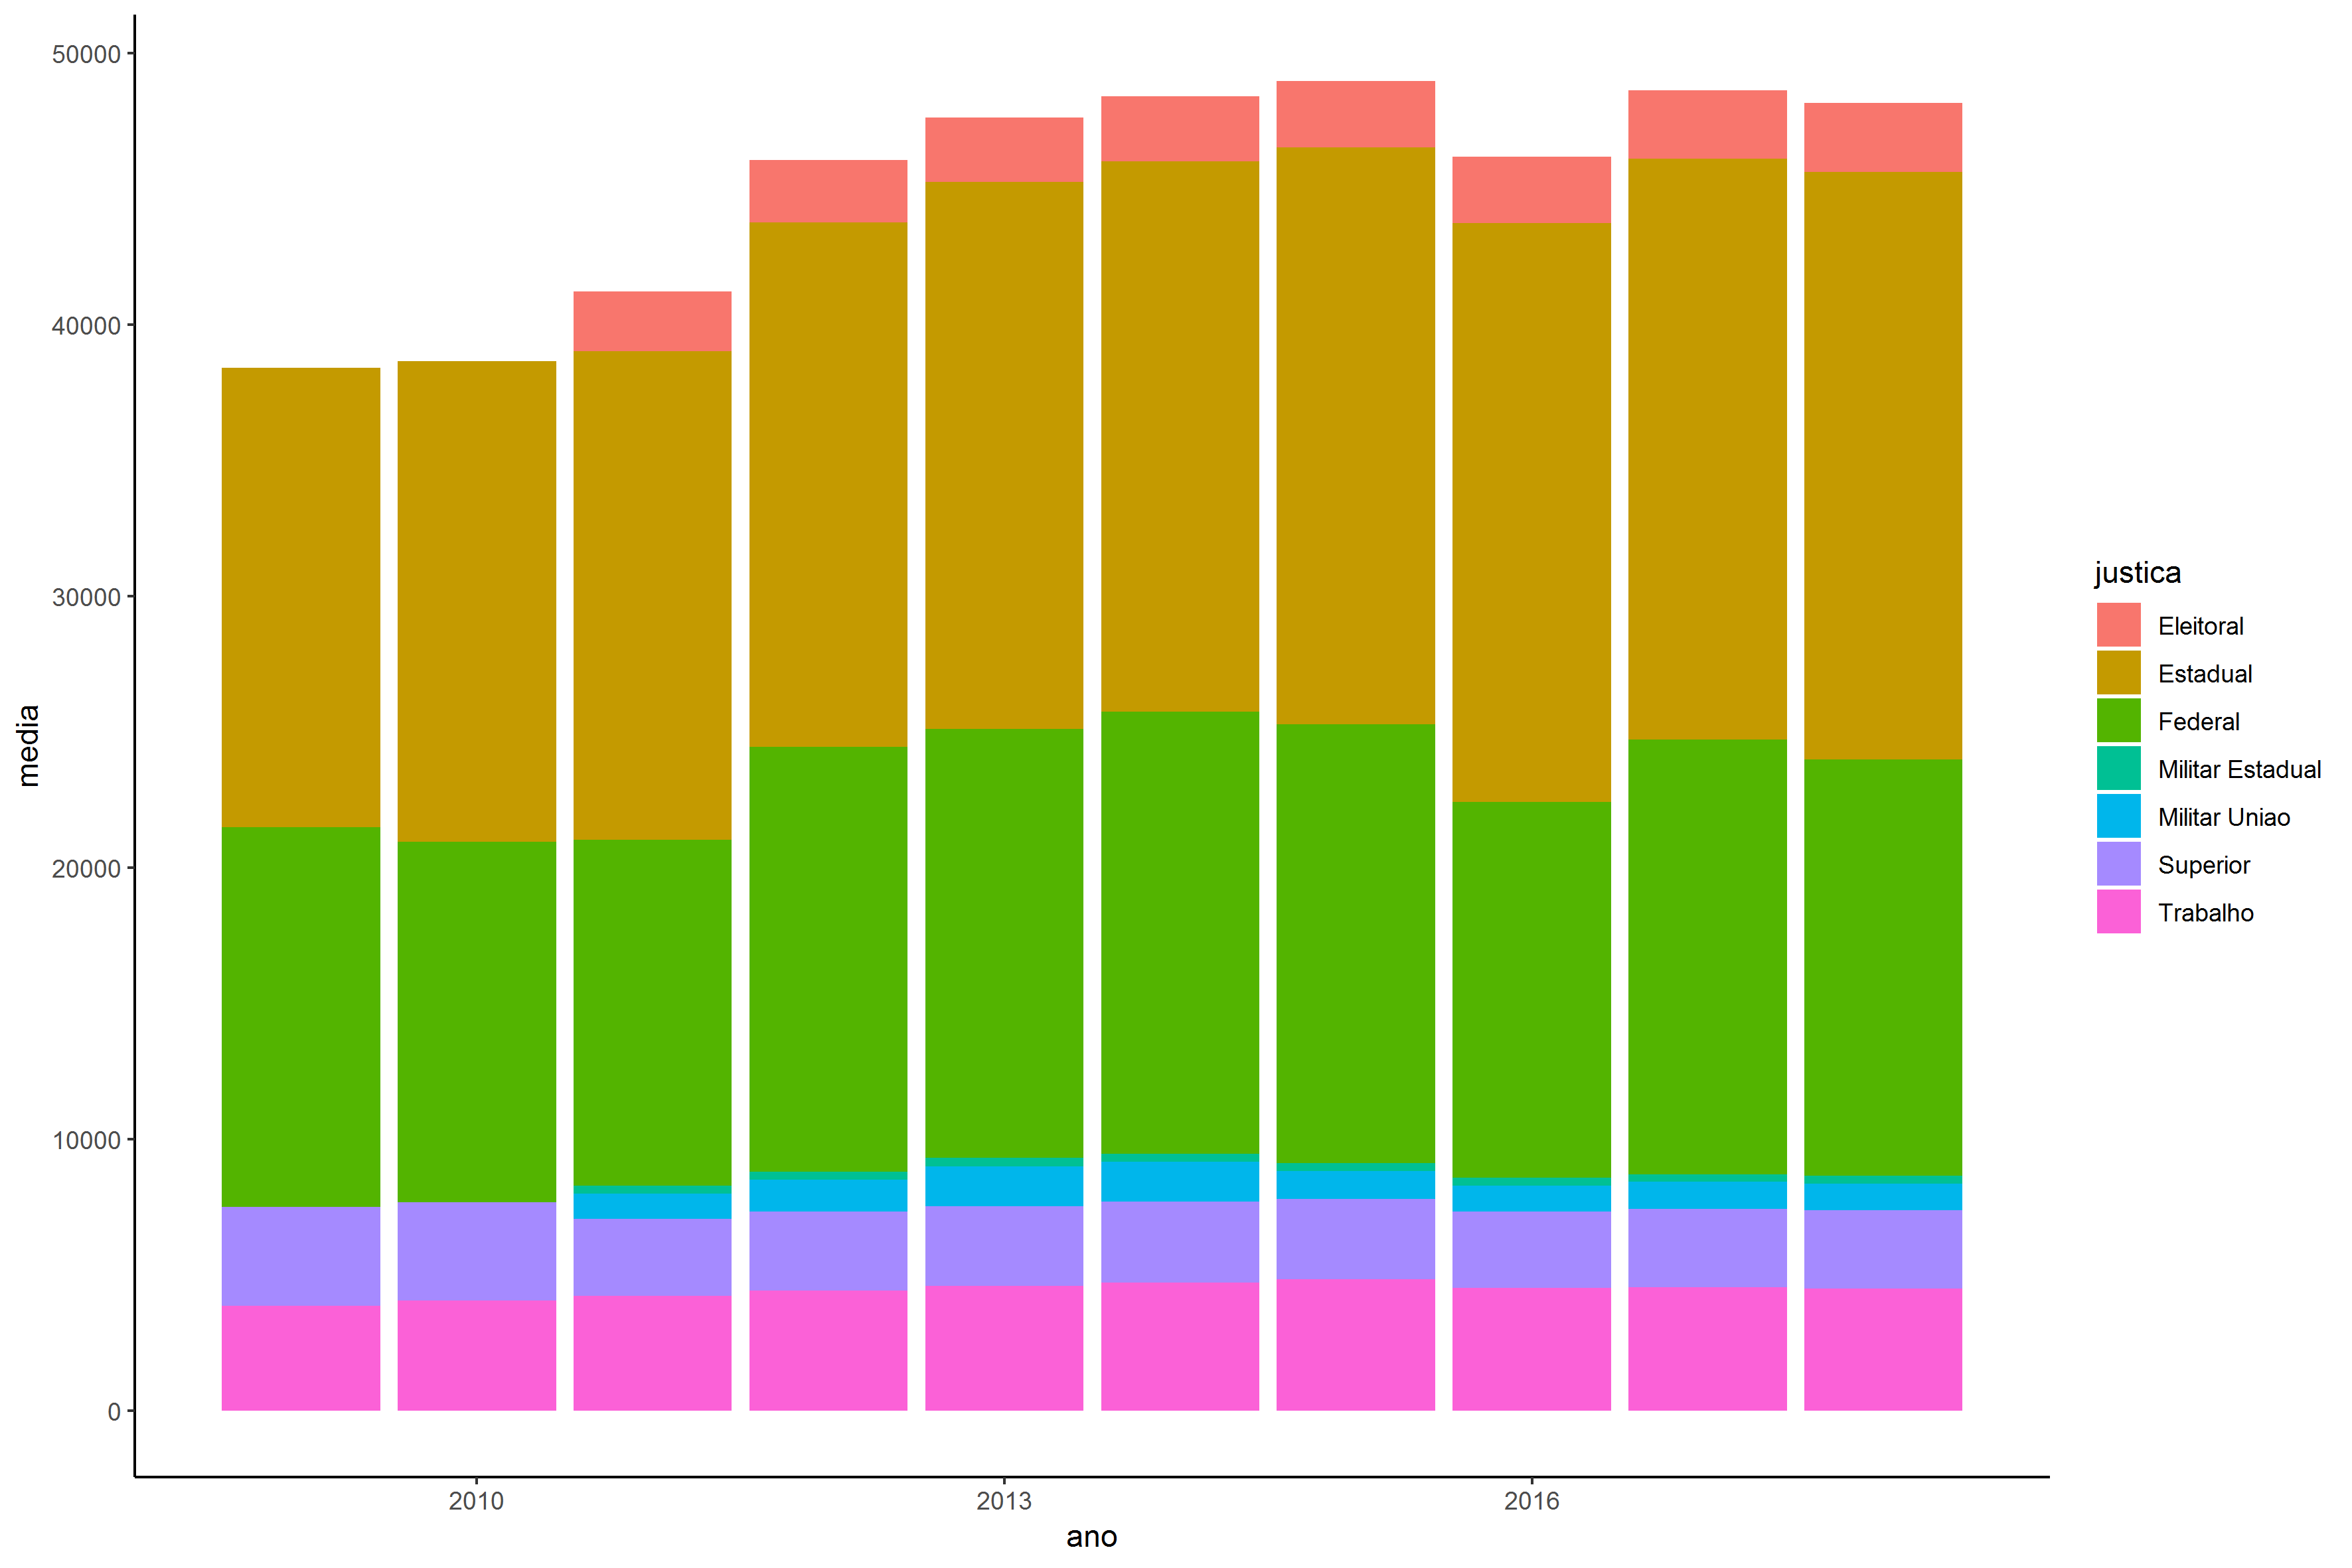 50000
40000
30000
20000
10000
0
media
2010
2013
2016
ano
justica
Eleitoral
Estadual
Federal
Militar Estadual
Militar Uniao
Superior
Trabalho